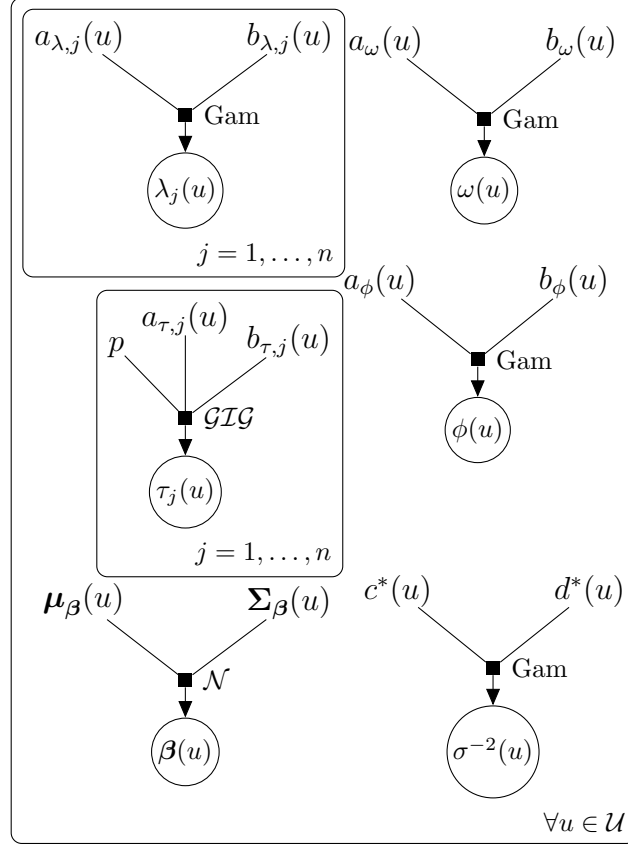 a_{λ,j}(u) b_{λ,j}(u)
Gam
λ_j(u)
j = 1, . . . , n
a_ω(u) b_ω(u)
Gam
ω(u)
p a_{τ,j}(u) b_{τ,j}(u)
𝒢ℐ𝒢
τ_j(u)
j = 1, . . . , n
a_ϕ(u) b_ϕ(u)
Gam
ϕ(u)
𝝁_𝜷(u) 𝚺_𝜷(u)
𝒩
𝜷(u)
c*(u) d*(u)
Gam
σ^{−2}(u)
∀u ∈ 𝒰